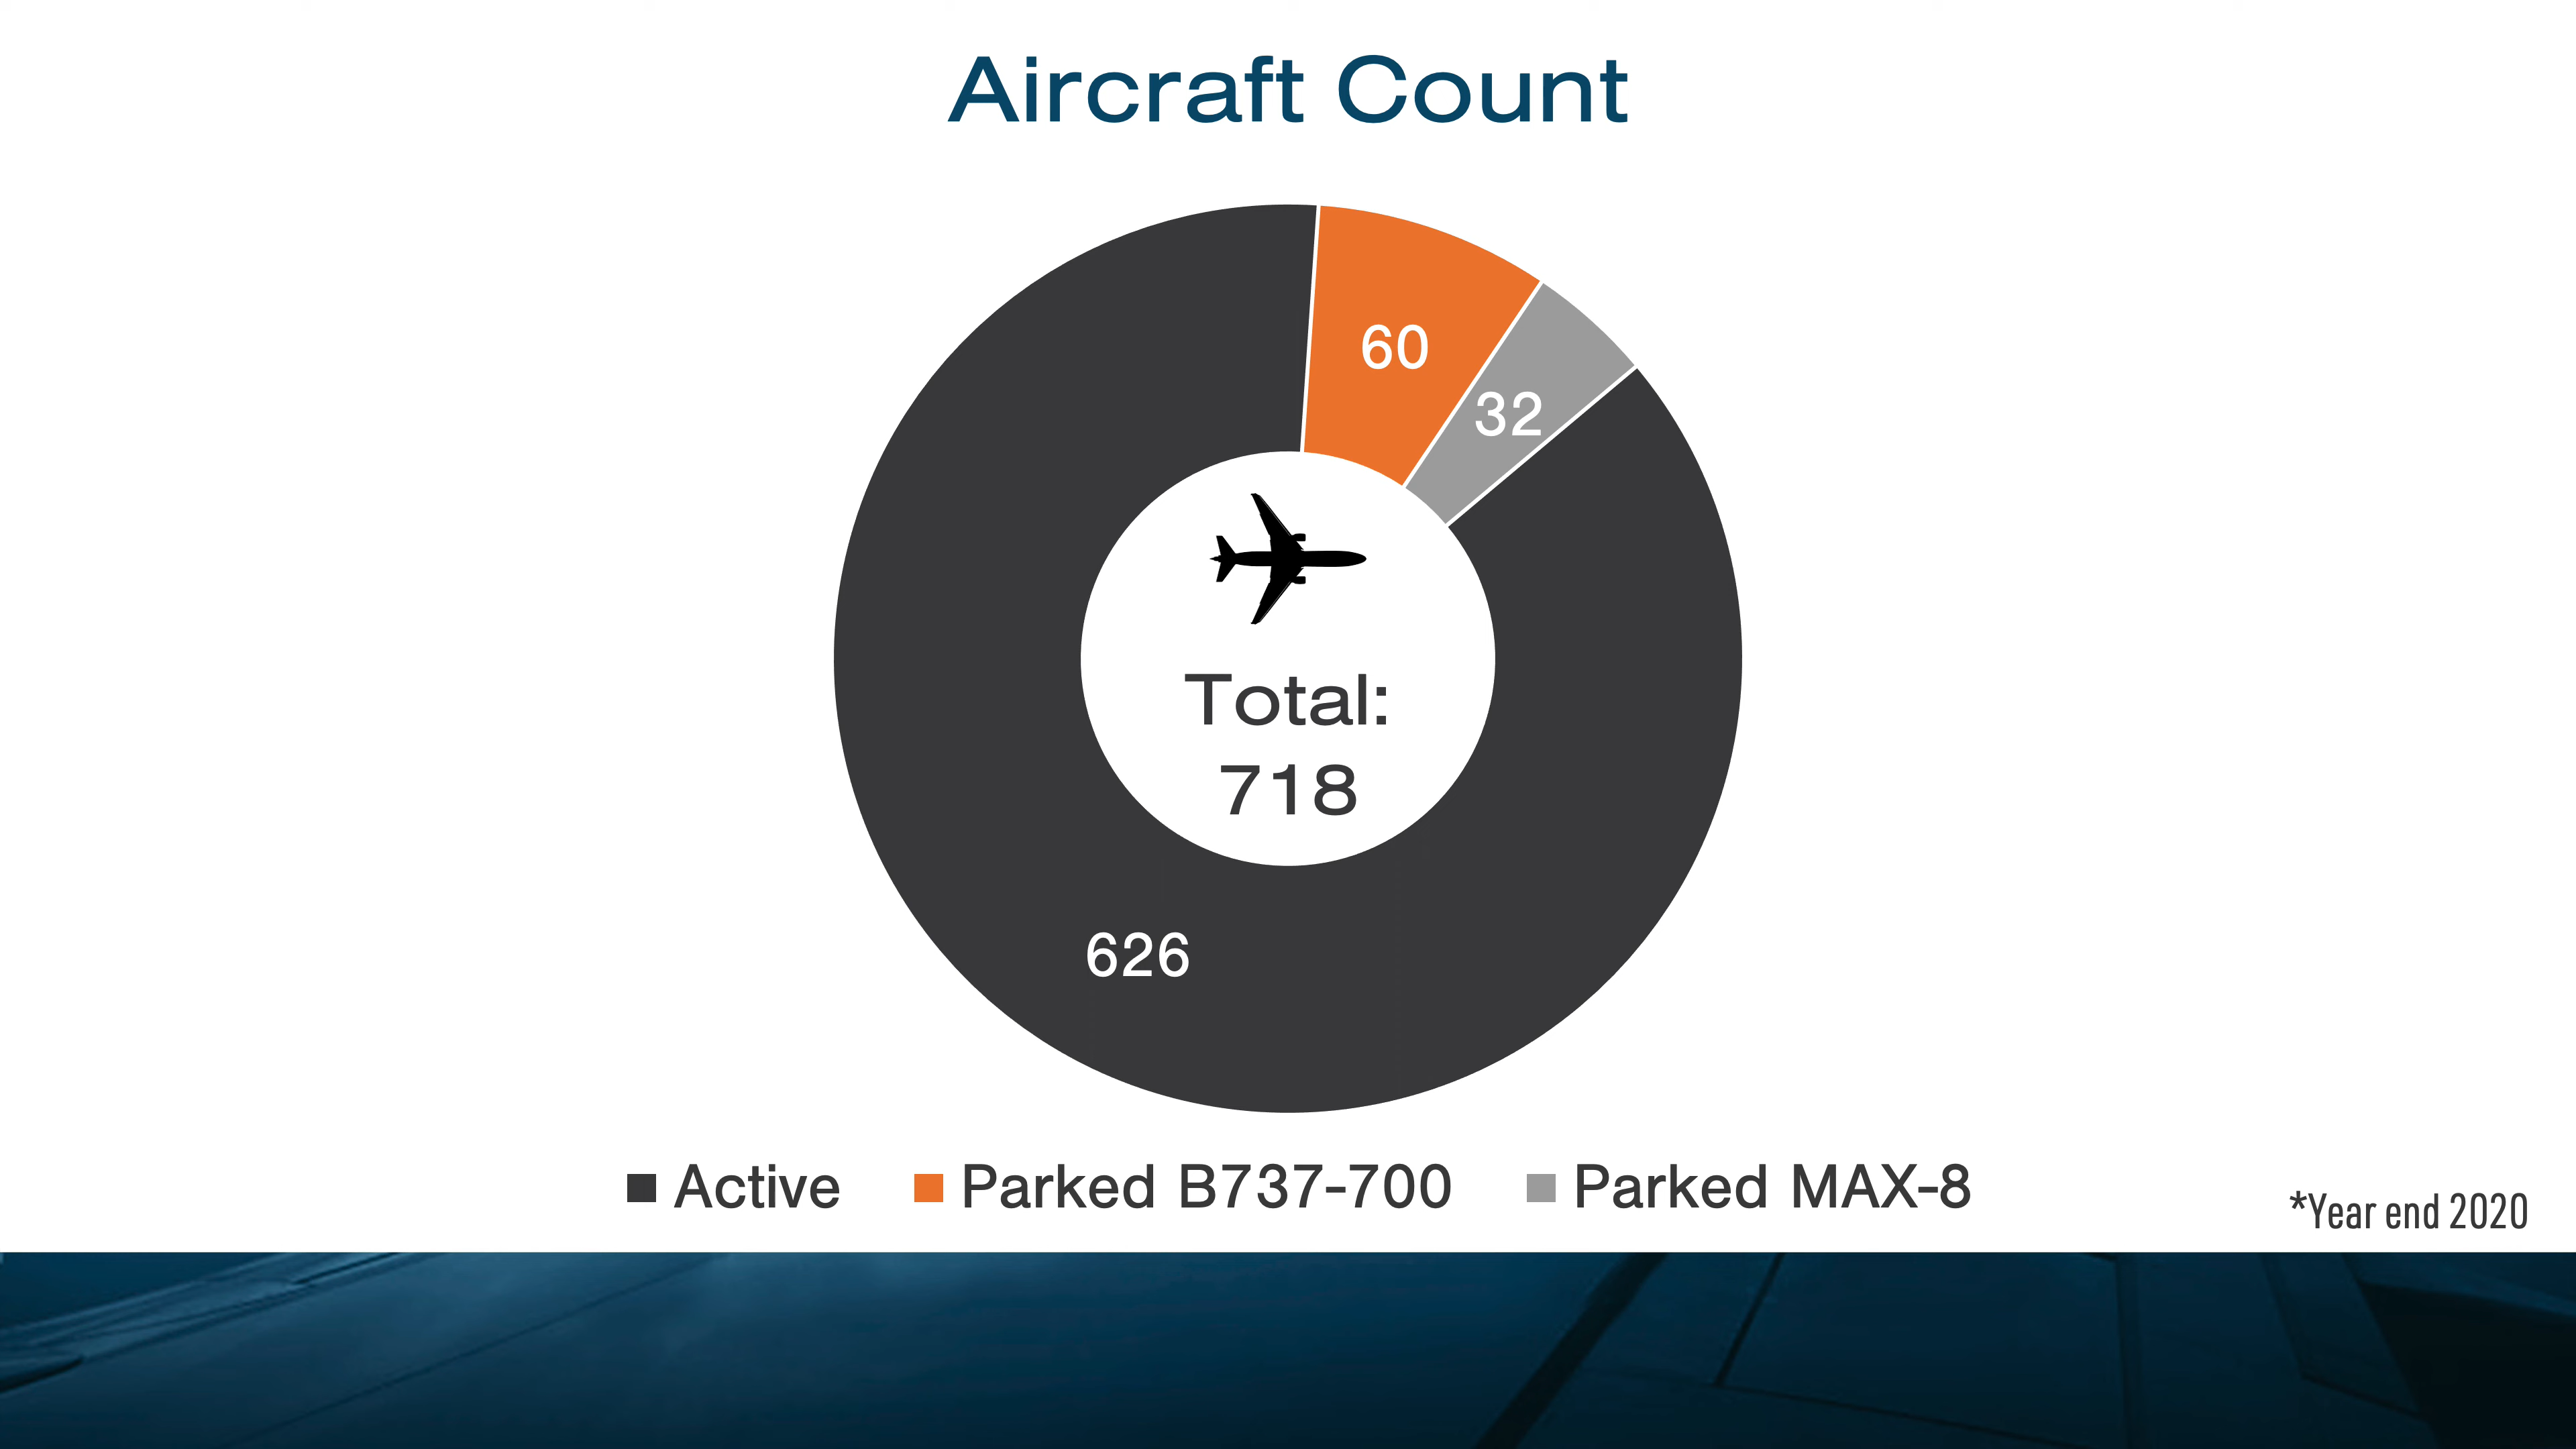 Aircraft Count
60
32
Total:
718
626
Active
Parked B737-700
Parked MAX-8
*Year end 2020